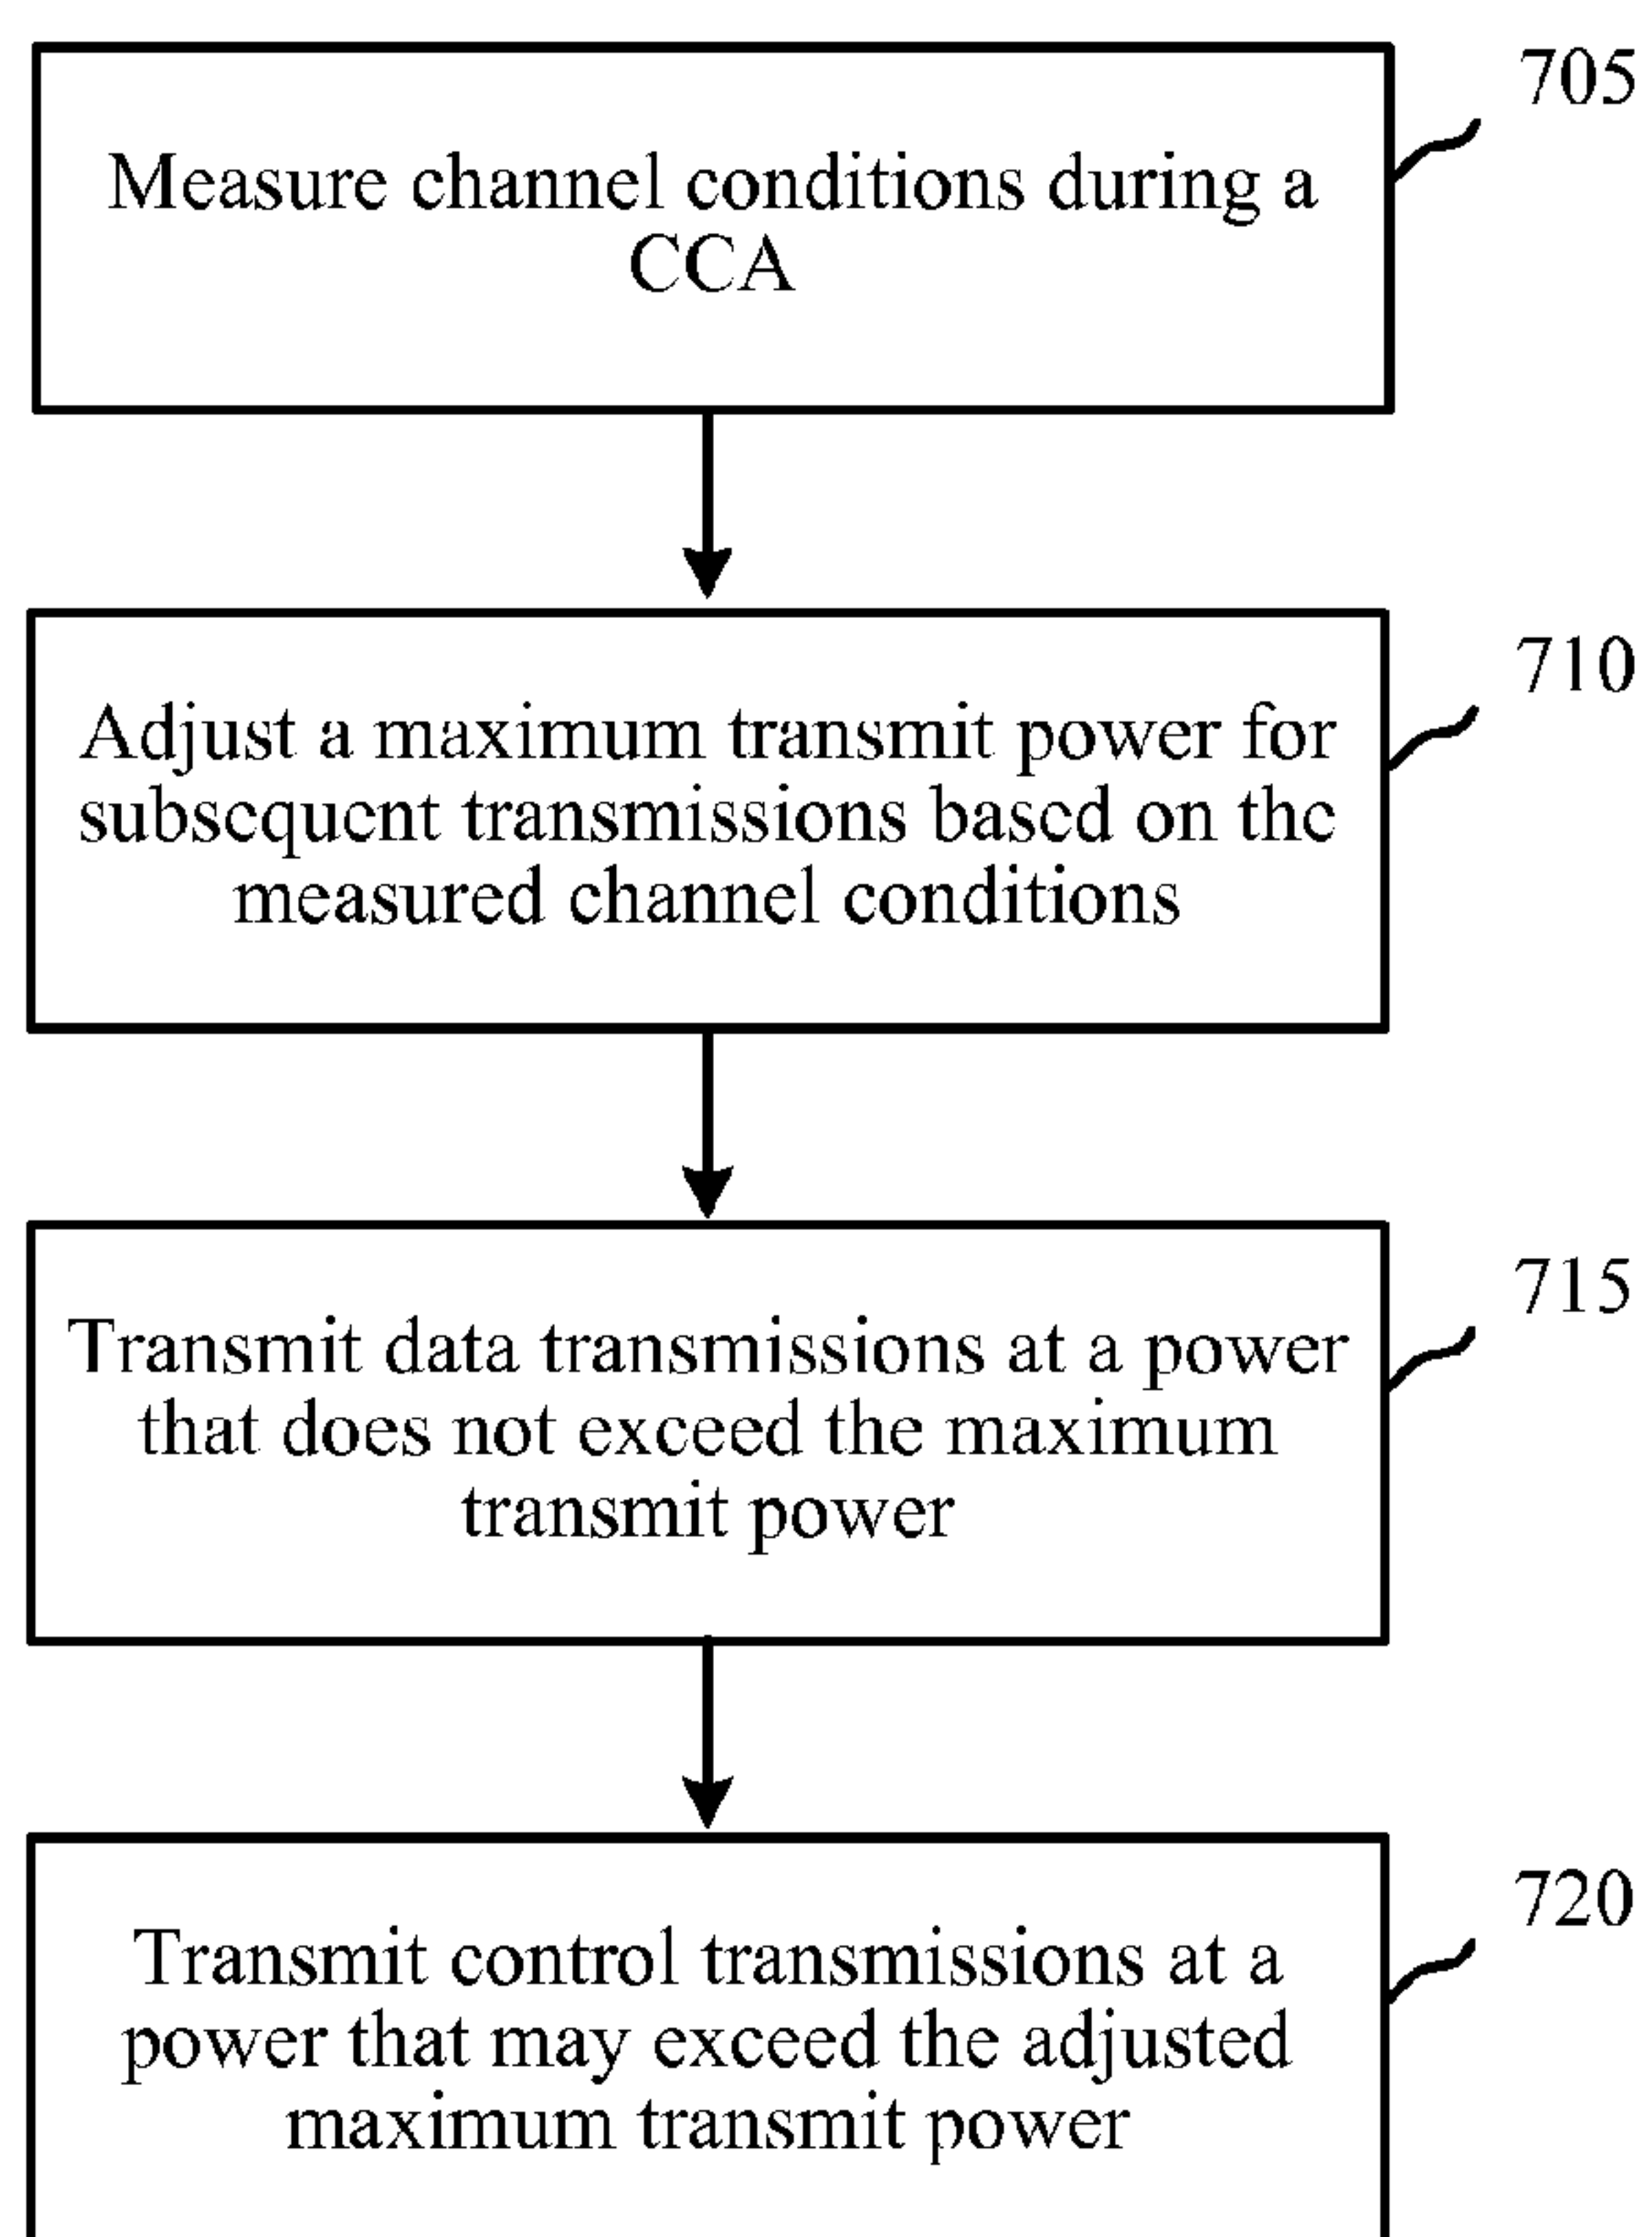 705
Measure channel conditions during a
CCA
710
Adjust a maximum transmit power for
subsequent transmissions based on the
measured channel conditions
715
Transmit data transmissions at a power
that does not exceed the maximum
transmit power
720
Transmit control transmissions at a
power that may exceed the adjusted
maximum transmit power